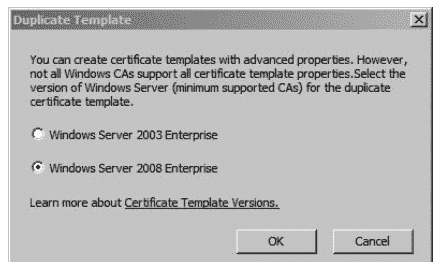 Duplicate Template
You can create certificate templates with advanced properties. However,
not all Windows CAs support all certificate template properties.Select the
version of Windows Server (minimum supported CAs) for the duplicate
certificate template.
Windows Server 2003 Enterprise
Windows Server 2008 Enterprise
Learn more about Certificate Template Versions.
OK
Cancel